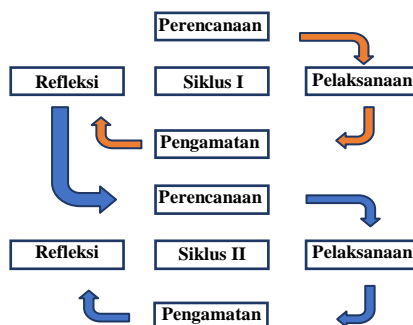 Perencanaan
Refleksi
Siklus I
Pelaksanaan
Pengamatan
Perencanaan
Refleksi
Siklus II
Pelaksanaan
Pengamatan